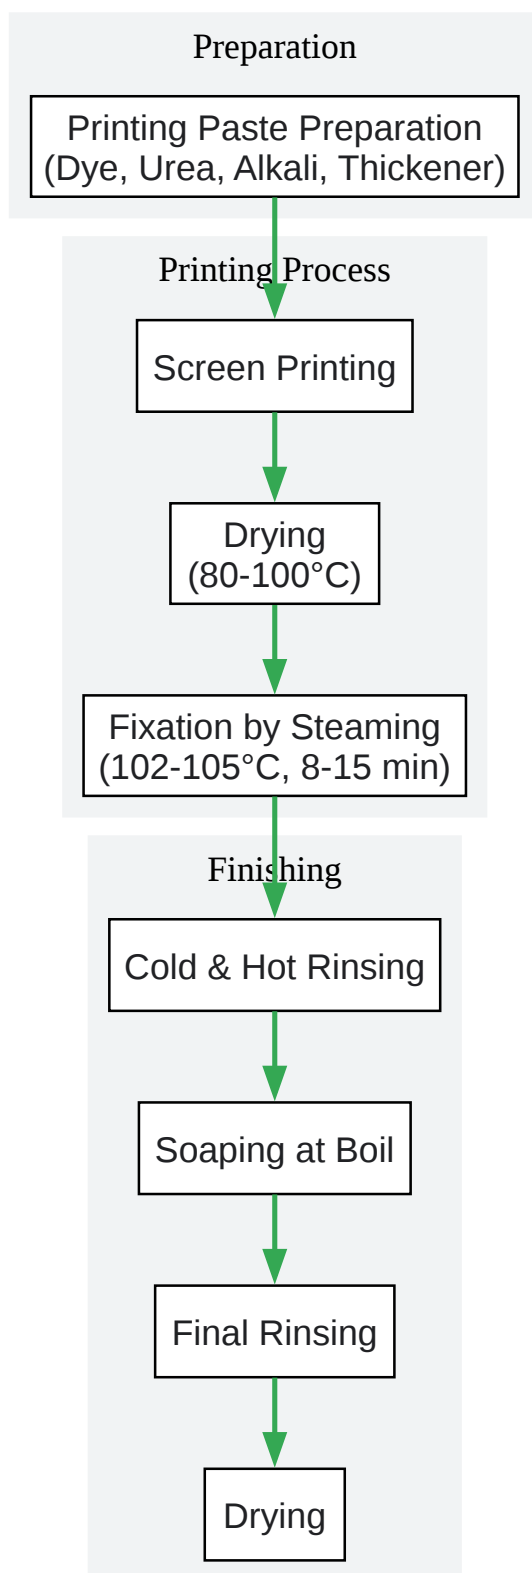 Preparation
Printing Paste Preparation
(Dye, Urea, Alkali, Thickener)
Printing Process
Screen Printing
Drying
(80-100°C)
Fixation by Steaming
(102-105°C, 8-15 min)
Finishing
Cold & Hot Rinsing
Soaping at Boil
Final Rinsing
Drying